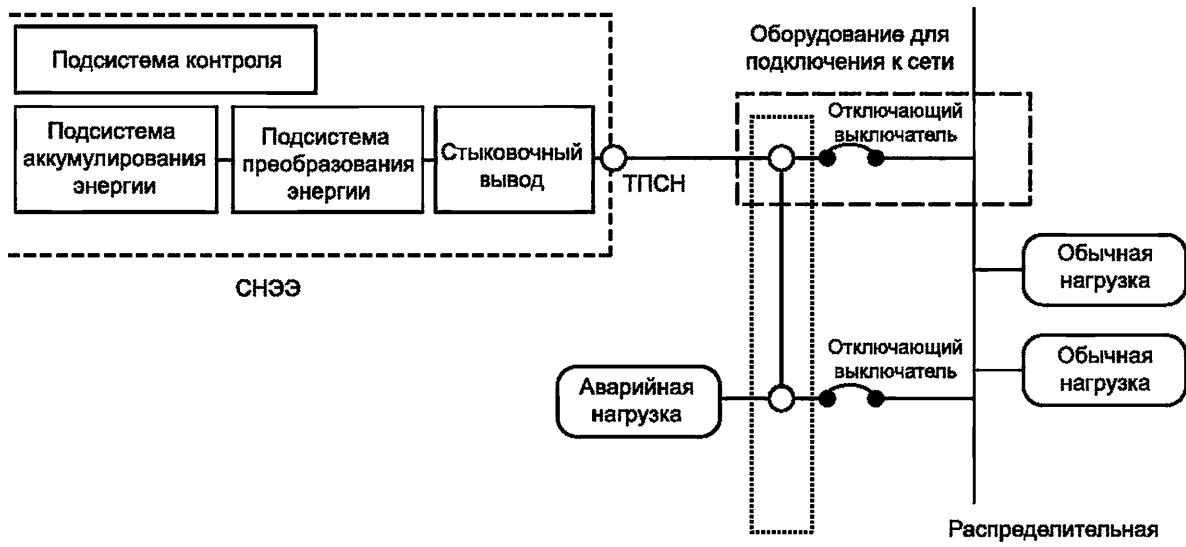 Подсистема контроля
Подсистема
аккумулирования
энергии
Подсистема
преобразования
энергии
Стыковочный
вывод
ТПСН
СНЭЭ
Оборудование для
подключения к сети
Отключающий
выключатель
Обычная
нагрузка
Отключающий
выключатель
Обычная
нагрузка
Аварийная
нагрузка
Распределительная